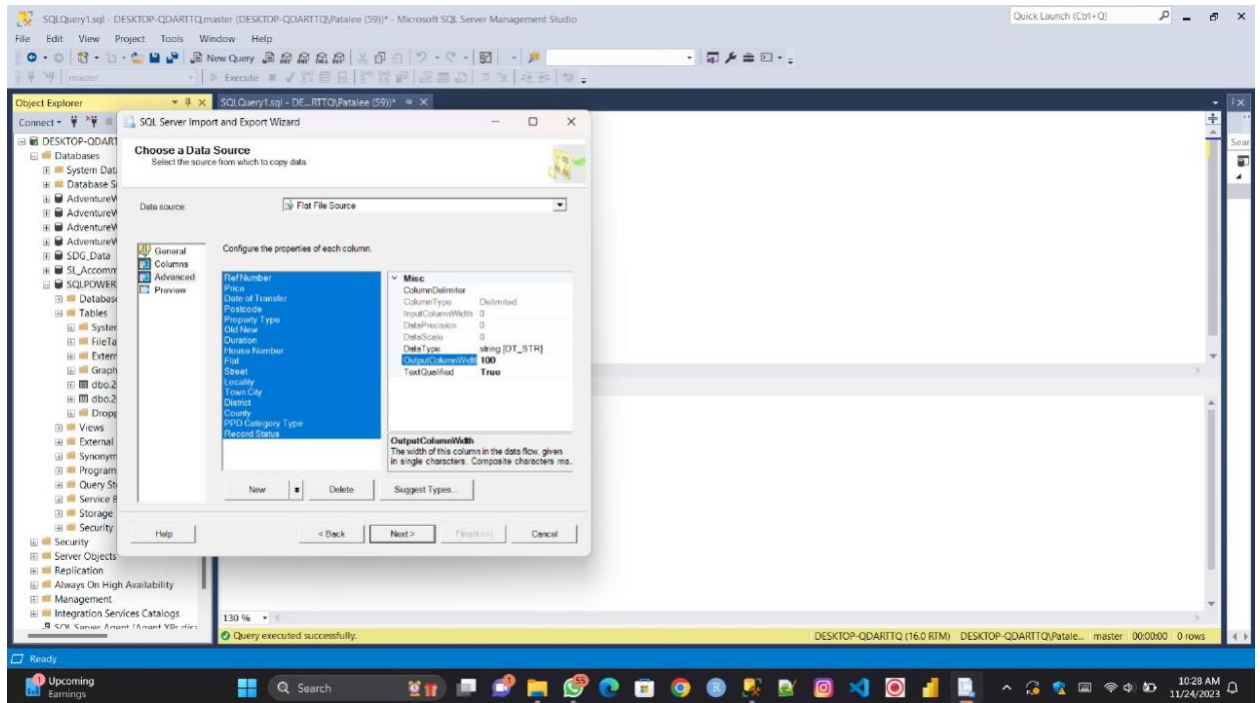 SQLQuery1.sql - DESKTOP-QDARTTQ.master (DESKTOP-QDARTTQ\Patalee (59))* - Microsoft SQL Server Management Studio
Quick Launch (Ctrl+Q)
File Edit View Project Tools Window Help
New Query
master
Execute
Object Explorer
SQLQuery1.sql - DE...RTTQ\Patalee (59))*
Connect
DESKTOP-QDART
Databases
System Dat
Database S
AdventureW
AdventureW
AdventureW
AdventureW
SDG_Data
SL_Accomm
SQLPOWER
Databas
Tables
System
FileTa
Extern
Graph
dbo.2
dbo.2
Dropp
Views
External
Synonym
Program
Query St
Service B
Storage
Security
Security
Server Objects
Replication
Always On High Availability
Management
Integration Services Catalogs
SQL Server Agent (Agent XPs disa
SQL Server Import and Export Wizard
Choose a Data Source
Select the source from which to copy data.
Data source: Flat File Source
General
Columns
Advanced
Preview
Configure the properties of each column.
RefNumber
Price
Date of Transfer
Postcode
Property Type
Old New
Duration
House Number
Flat
Street
Locality
Town City
District
County
PPD Category Type
Record Status
Misc
ColumnDelimiter
ColumnType Delimited
InputColumnWidth 0
DataPrecision 0
DataScale 0
DataType string [DT_STR]
OutputColumnWidth 100
TextQualified True
OutputColumnWidth
The width of this column in the data flow, given
in single characters. Composite characters ma..
New Delete Suggest Types...
Help < Back Next > Finish >>| Cancel
Sear
130 %
Query executed successfully.
DESKTOP-QDARTTQ (16.0 RTM) DESKTOP-QDARTTQ\Patale... master 00:00:00 0 rows
Ready
1
Upcoming
Earnings
Search
55
10:28 AM
11/24/2023